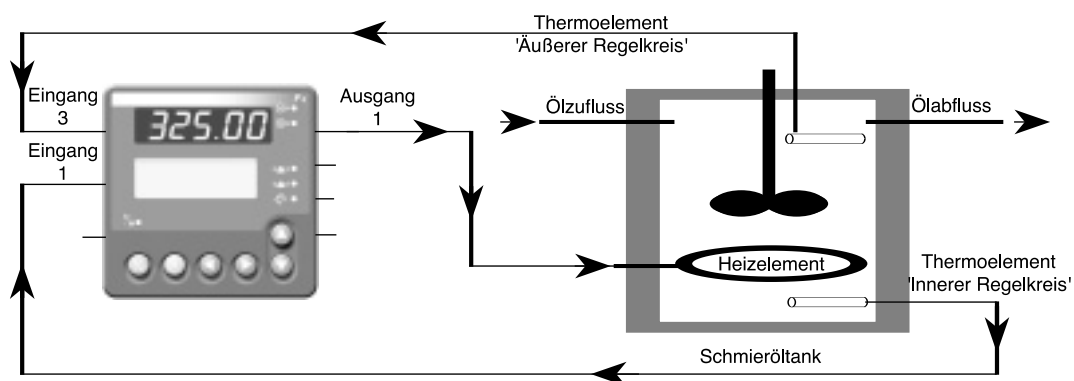 Thermoelement
'Äußerer Regelkreis'
Eingang
3
325.00
Ausgang
1
Ölzufluss
Ölabfluss
Eingang
1
Heizelement
Thermoelement
'Innerer Regelkreis'
Schmieröltank